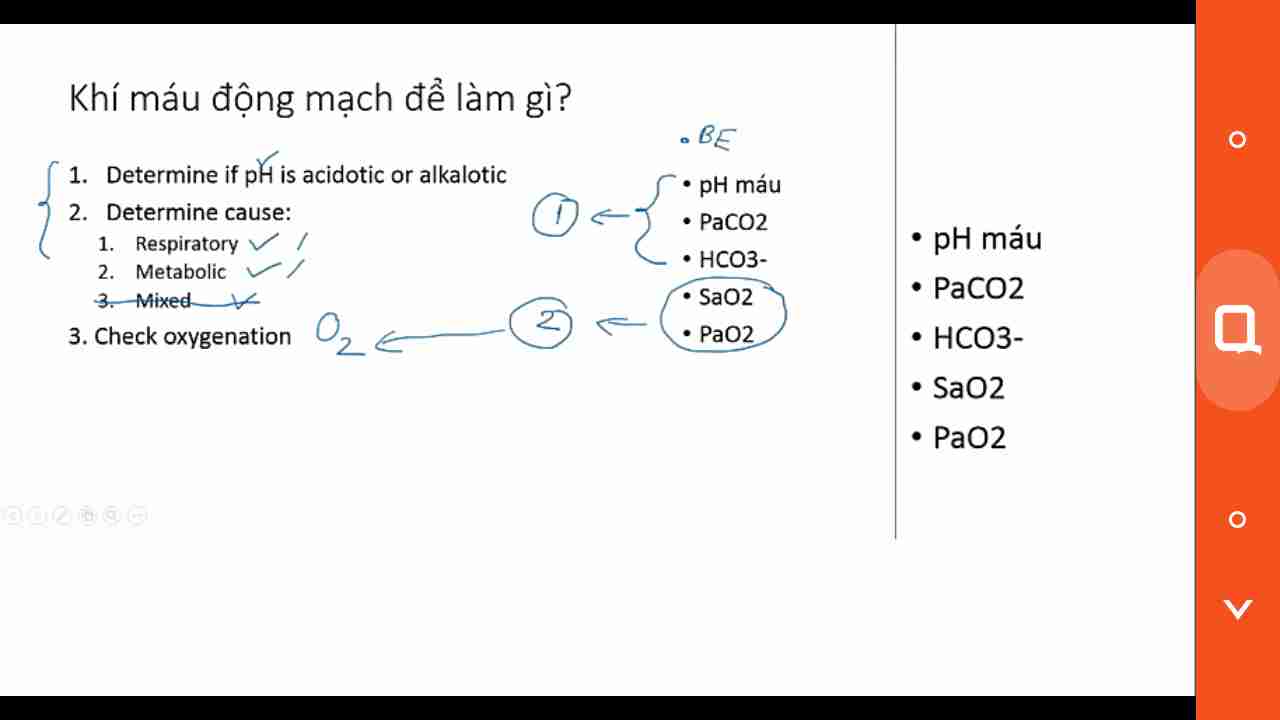 Khí máu động mạch để làm gì?
1. Determine if pH is acidotic or alkalotic
2. Determine cause:
1. Respiratory
2. Metabolic
3. Mixed
3. Check oxygenation
O2
1
2
• BE
• pH máu
• PaCO2
• HCO3-
• SaO2
• PaO2
• pH máu
• PaCO2
• HCO3-
• SaO2
• PaO2